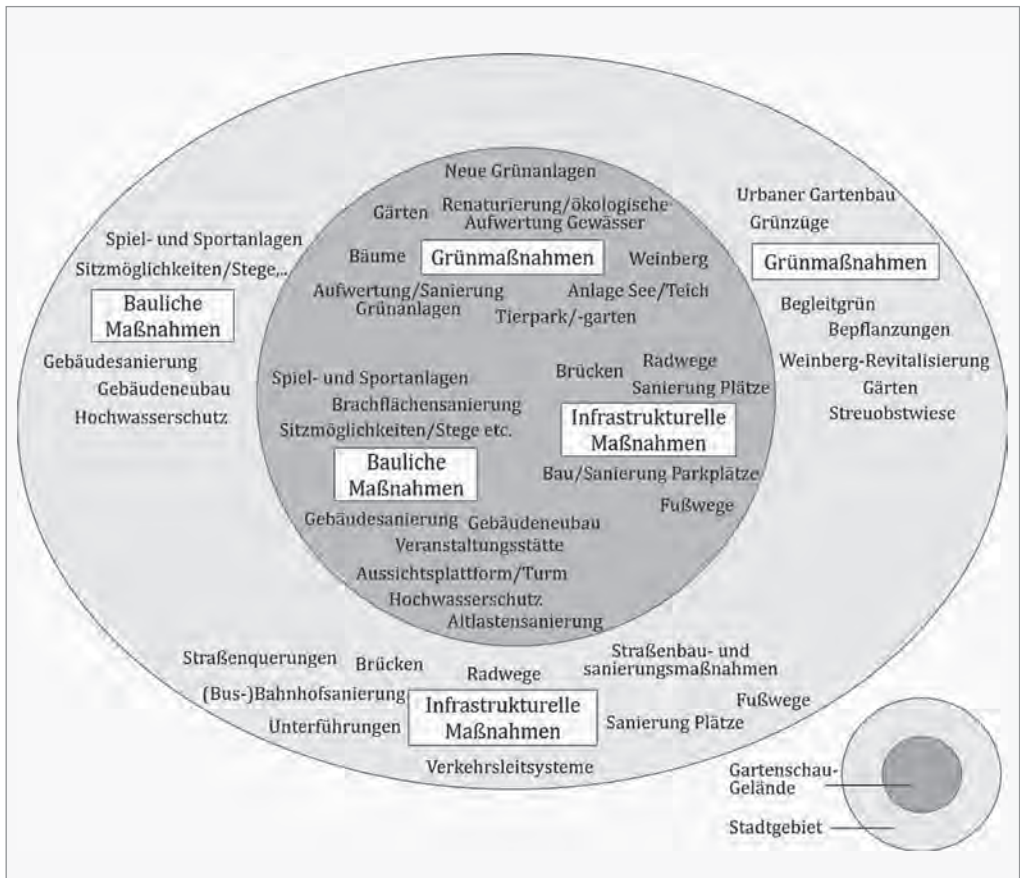 Neue Grünanlagen
Gärten
Renaturierung/ökologische
Aufwertung Gewässer
Bäume
Grünmaßnahmen
Weinberg
Aufwertung/Sanierung
Grünanlagen
Anlage See/Teich
Tierpark/-garten
Urbaner Gartenbau
Grünzüge
Grünmaßnahmen
Begleitgrün
Bepflanzungen
Weinberg-Revitalisierung
Gärten
Streuobstwiese
Spiel- und Sportanlagen
Sitzmöglichkeiten/Stege,..
Bauliche
Maßnahmen
Gebäudesanierung
Gebäudeneubau
Hochwasserschutz
Spiel- und Sportanlagen
Brachflächensanierung
Sitzmöglichkeiten/Stege etc.
Bauliche
Maßnahmen
Gebäudesanierung
Gebäudeneubau
Veranstaltungsstätte
Aussichtsplattform/Turm
Hochwasserschutz
Altlastensanierung
Brücken
Radwege
Sanierung Plätze
Infrastrukturelle
Maßnahmen
Bau/Sanierung Parkplätze
Fußwege
Straßenquerungen
Brücken
Radwege
Straßenbau- und
sanierungsmaßnahmen
(Bus-)Bahnhofsanierung
Infrastrukturelle
Maßnahmen
Fußwege
Unterführungen
Sanierung Plätze
Verkehrsleitsysteme
Gartenschau-
Gelände
Stadtgebiet